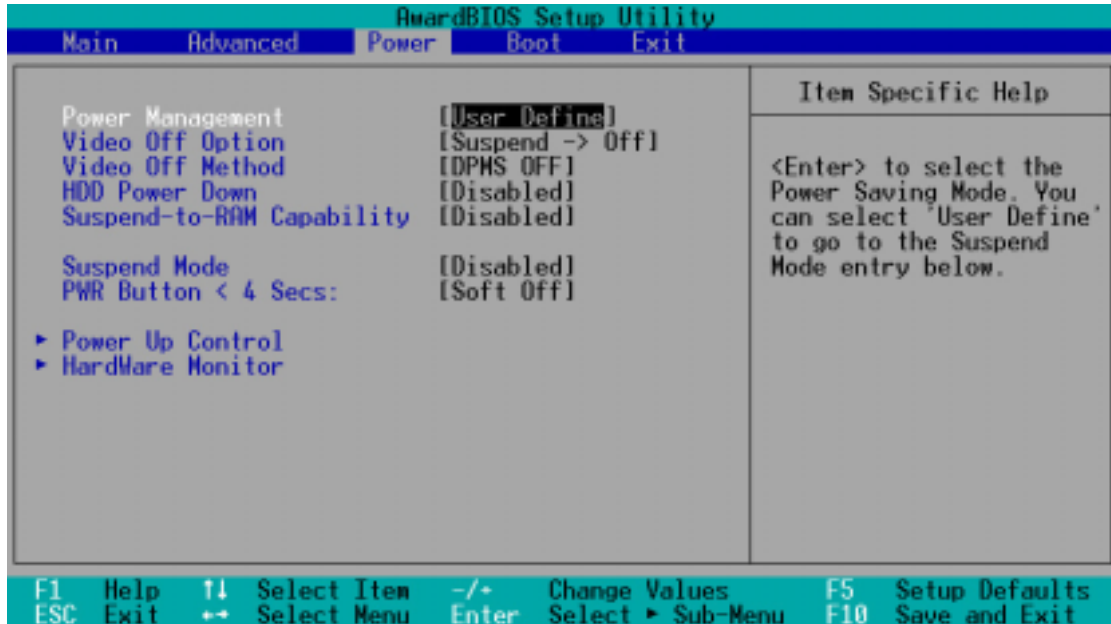 AwardBIOS Setup Utility
Main Advanced Power Boot Exit
Power Management [User Define]
Video Off Option [Suspend -> Off]
Video Off Method [DPMS OFF]
HDD Power Down [Disabled]
Suspend-to-RAM Capability [Disabled]
Suspend Mode [Disabled]
PWR Button < 4 Secs: [Soft Off]
► Power Up Control
► HardWare Monitor
Item Specific Help
<Enter> to select the
Power Saving Mode. You
can select 'User Define'
to go to the Suspend
Mode entry below.
F1 Help ↑↓ Select Item -/+ Change Values F5 Setup Defaults
ESC Exit ←→ Select Menu Enter Select ► Sub-Menu F10 Save and Exit